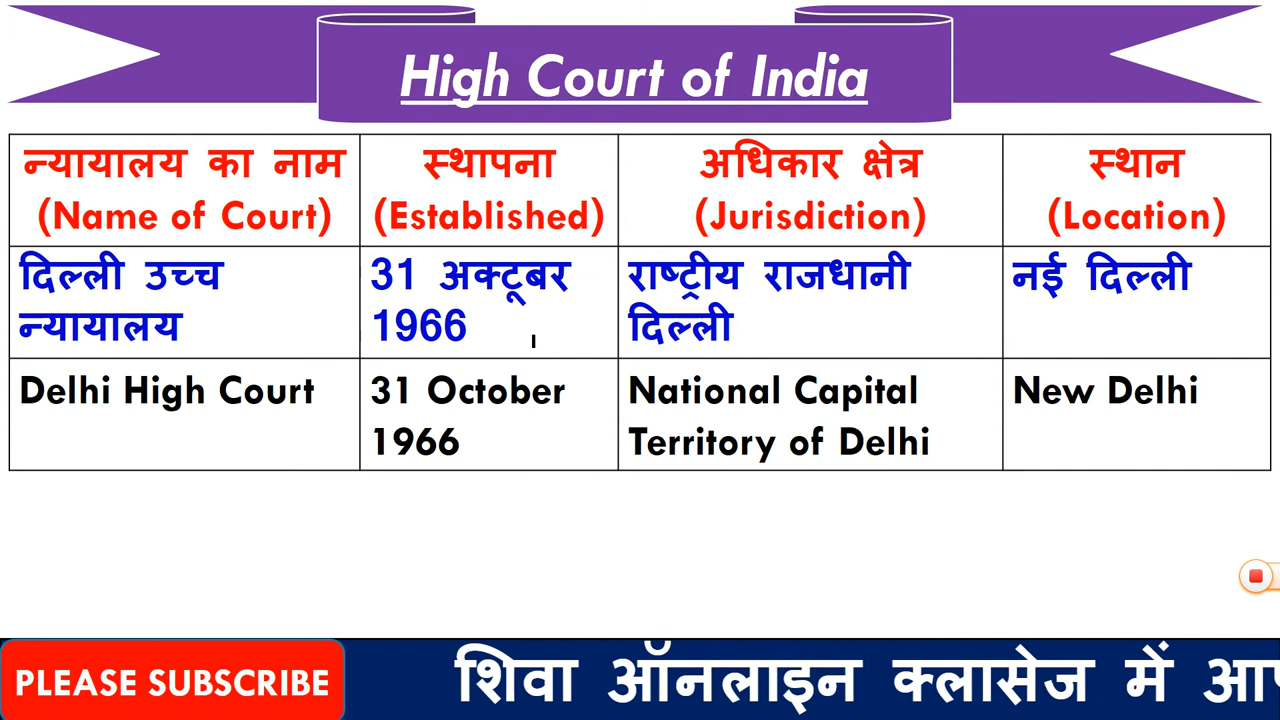 High Court of India
न्यायालय का नाम
(Name of Court)
स्थापना
(Established)
अधिकार क्षेत्र
(Jurisdiction)
स्थान
(Location)
दिल्ली उच्च
न्यायालय
31 अक्टूबर
1966
राष्ट्रीय राजधानी
दिल्ली
नई दिल्ली
Delhi High Court
31 October
1966
National Capital
Territory of Delhi
New Delhi
PLEASE SUBSCRIBE
शिवा ऑनलाइन क्लासेज में